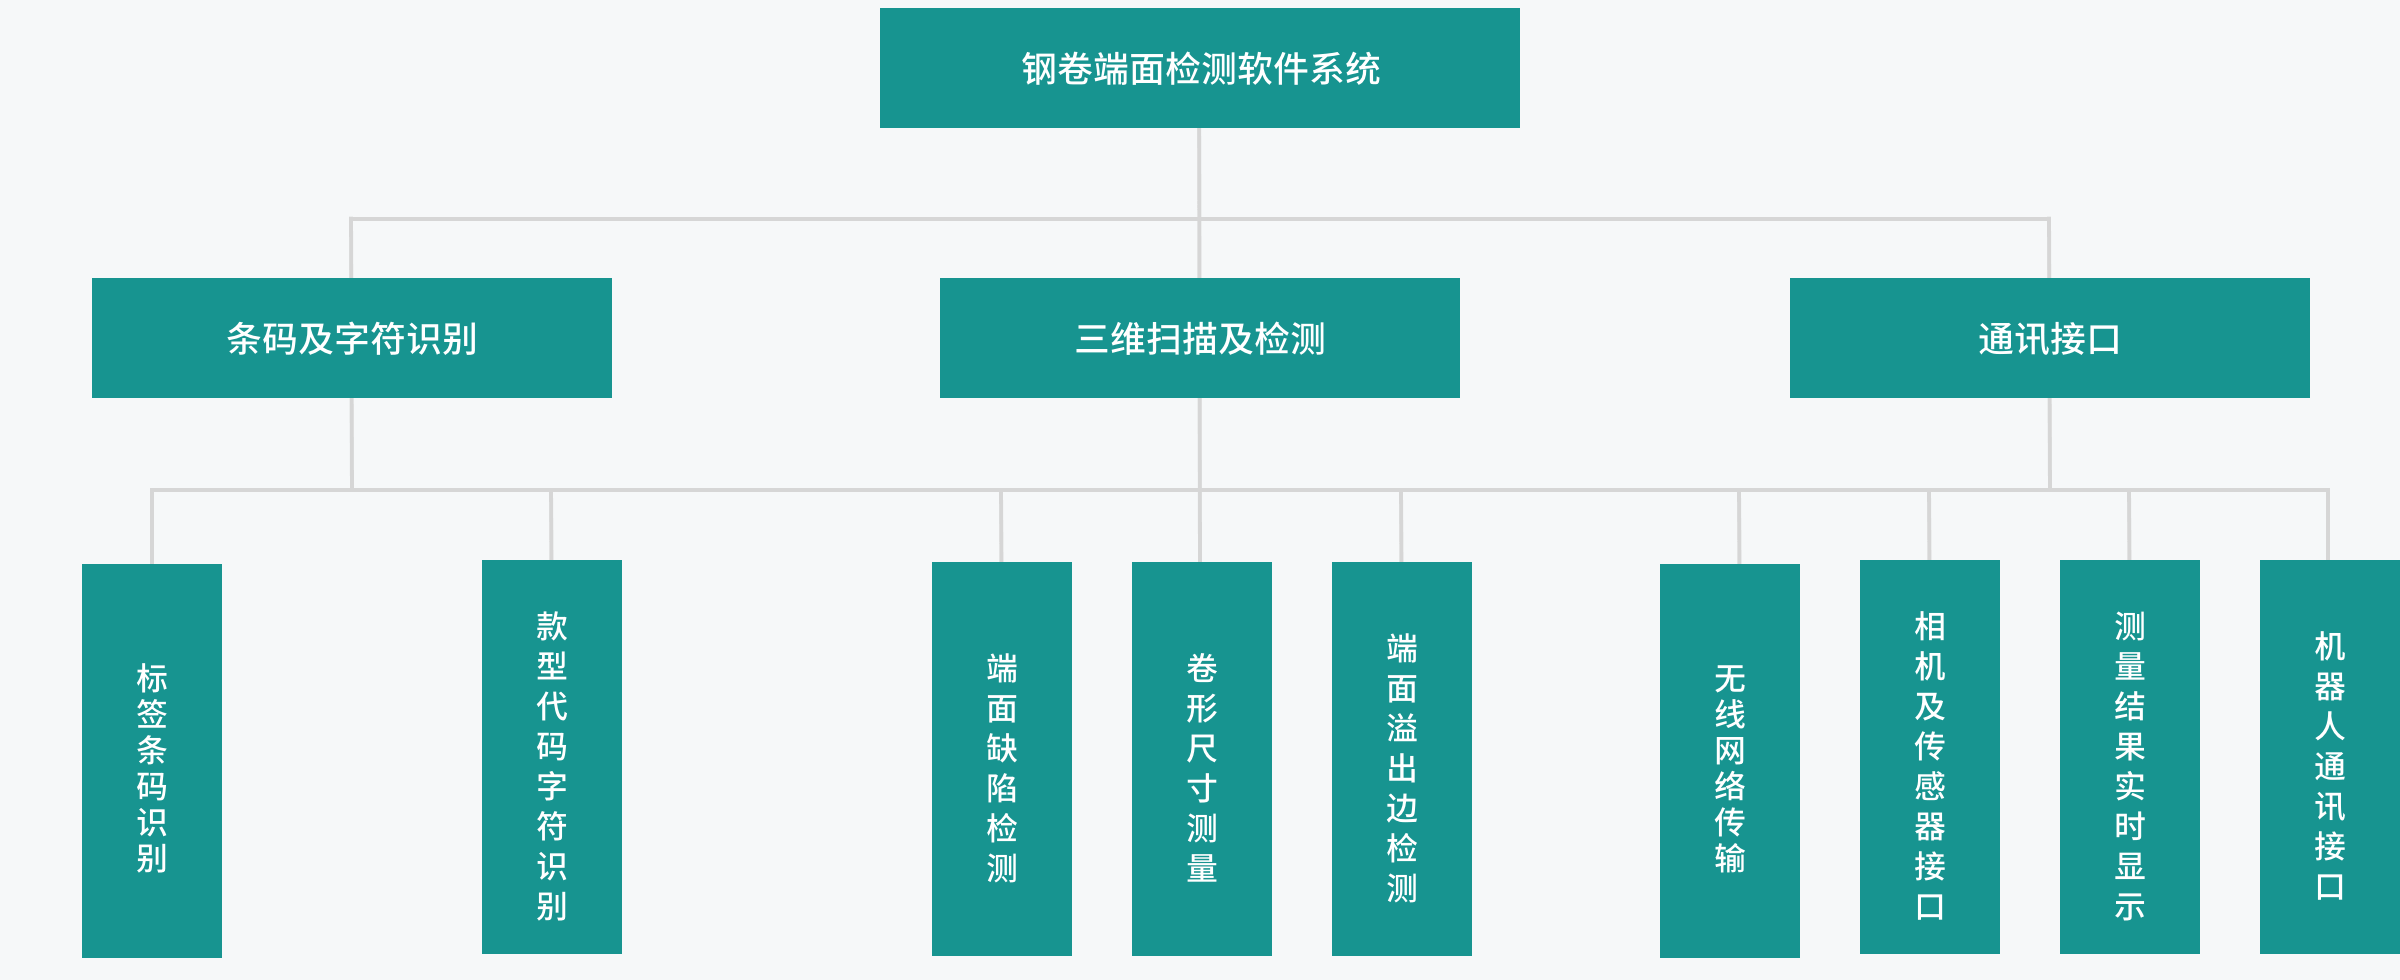 钢卷端面检测软件系统
条码及字符识别
三维扫描及检测
通讯接口
标签条码识别
款型代码字符识别
端面缺陷检测
卷形尺寸测量
端面溢出边检测
无线网络传输
相机及传感器接口
测量结果实时显示
机器人通讯接口